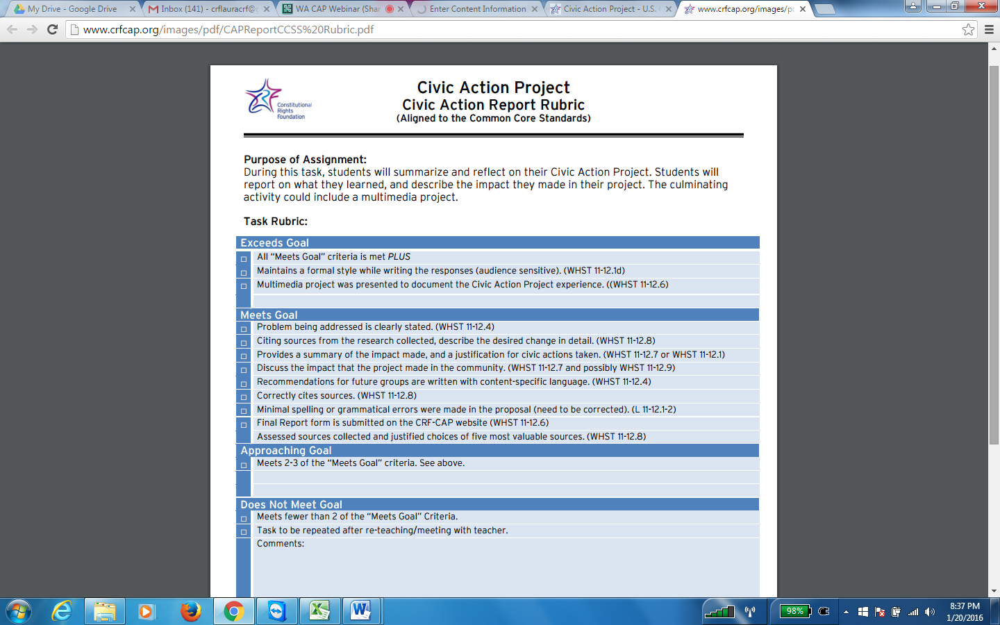 My Drive - Google Drive
Inbox (141) - crflauracrf@g
WA CAP Webinar (Shar
Enter Content Information
Civic Action Project - U.S.
www.crfcap.org/images/pd
www.crfcap.org/images/pdf/CAPReportCCSS%20Rubric.pdf
CRF
Constitutional
Rights
Foundation
Civic Action Project
Civic Action Report Rubric
(Aligned to the Common Core Standards)
Purpose of Assignment:
During this task, students will summarize and reflect on their Civic Action Project. Students will
report on what they learned, and describe the impact they made in their project. The culminating
activity could include a multimedia project.
Task Rubric:
Exceeds Goal
All “Meets Goal” criteria is met PLUS
Maintains a formal style while writing the responses (audience sensitive). (WHST 11-12.1d)
Multimedia project was presented to document the Civic Action Project experience. ((WHST 11-12.6)
Meets Goal
Problem being addressed is clearly stated. (WHST 11-12.4)
Citing sources from the research collected, describe the desired change in detail. (WHST 11-12.8)
Provides a summary of the impact made, and a justification for civic actions taken. (WHST 11-12.7 or WHST 11-12.1)
Discuss the impact that the project made in the community. (WHST 11-12.7 and possibly WHST 11-12.9)
Recommendations for future groups are written with content-specific language. (WHST 11-12.4)
Correctly cites sources. (WHST 11-12.8)
Minimal spelling or grammatical errors were made in the proposal (need to be corrected). (L 11-12.1-2)
Final Report form is submitted on the CRF-CAP website (WHST 11-12.6)
Assessed sources collected and justified choices of five most valuable sources. (WHST 11-12.8)
Approaching Goal
Meets 2-3 of the “Meets Goal” criteria. See above.
Does Not Meet Goal
Meets fewer than 2 of the “Meets Goal” Criteria.
Task to be repeated after re-teaching/meeting with teacher.
Comments:
98%
8:37 PM
1/20/2016